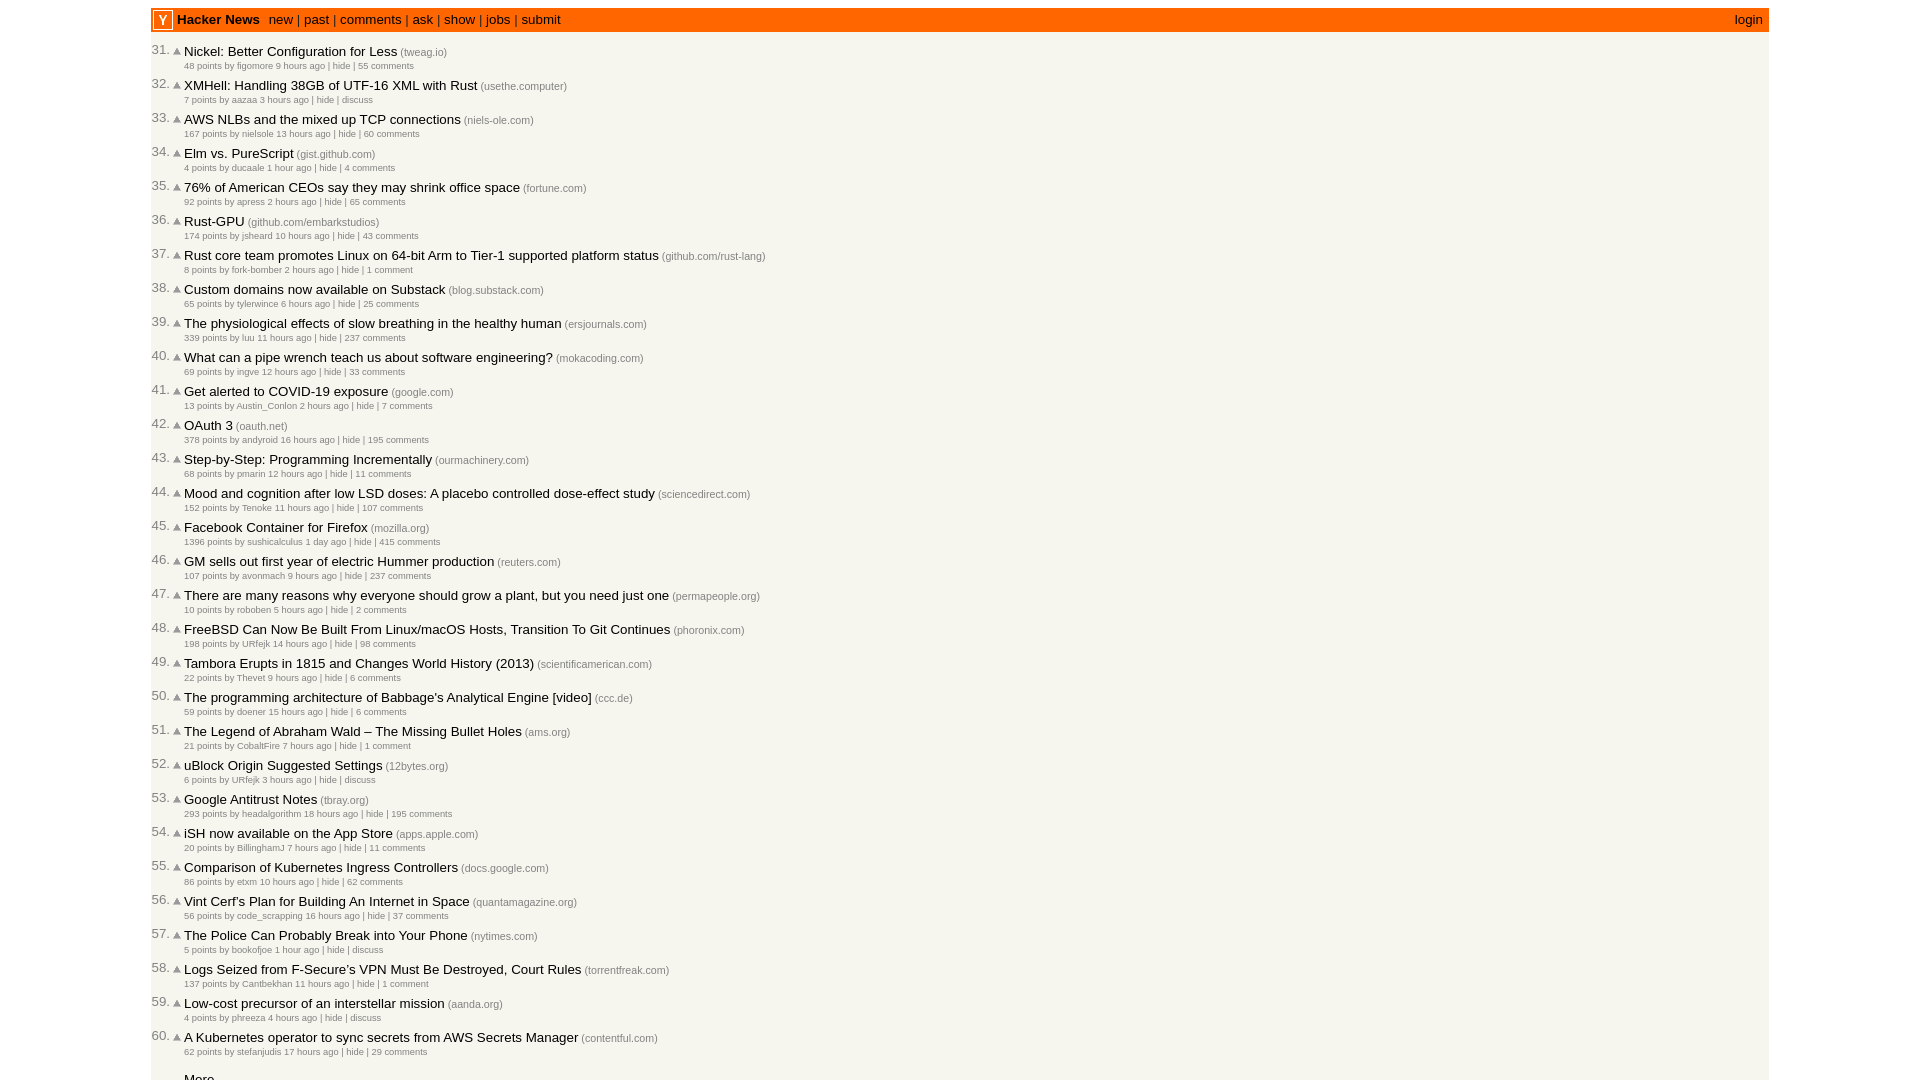 Y Hacker News new | past | comments | ask | show | jobs | submit login
31. Nickel: Better Configuration for Less (tweag.io)
48 points by figomore 9 hours ago | hide | 55 comments
32. XMHell: Handling 38GB of UTF-16 XML with Rust (usethe.computer)
7 points by aazaa 3 hours ago | hide | discuss
33. AWS NLBs and the mixed up TCP connections (niels-ole.com)
167 points by nielsole 13 hours ago | hide | 60 comments
34. Elm vs. PureScript (gist.github.com)
4 points by ducaale 1 hour ago | hide | 4 comments
35. 76% of American CEOs say they may shrink office space (fortune.com)
92 points by apress 2 hours ago | hide | 65 comments
36. Rust-GPU (github.com/embarkstudios)
174 points by jsheard 10 hours ago | hide | 43 comments
37. Rust core team promotes Linux on 64-bit Arm to Tier-1 supported platform status (github.com/rust-lang)
8 points by fork-bomber 2 hours ago | hide | 1 comment
38. Custom domains now available on Substack (blog.substack.com)
65 points by tylerwince 6 hours ago | hide | 25 comments
39. The physiological effects of slow breathing in the healthy human (ersjournals.com)
339 points by luu 11 hours ago | hide | 237 comments
40. What can a pipe wrench teach us about software engineering? (mokacoding.com)
69 points by ingve 12 hours ago | hide | 33 comments
41. Get alerted to COVID-19 exposure (google.com)
13 points by Austin_Conlon 2 hours ago | hide | 7 comments
42. OAuth 3 (oauth.net)
378 points by andyroid 16 hours ago | hide | 195 comments
43. Step-by-Step: Programming Incrementally (ourmachinery.com)
68 points by pmarin 12 hours ago | hide | 11 comments
44. Mood and cognition after low LSD doses: A placebo controlled dose-effect study (sciencedirect.com)
152 points by Tenoke 11 hours ago | hide | 107 comments
45. Facebook Container for Firefox (mozilla.org)
1396 points by sushicalculus 1 day ago | hide | 415 comments
46. GM sells out first year of electric Hummer production (reuters.com)
107 points by avonmach 9 hours ago | hide | 237 comments
47. There are many reasons why everyone should grow a plant, but you need just one (permapeople.org)
10 points by roboben 5 hours ago | hide | 2 comments
48. FreeBSD Can Now Be Built From Linux/macOS Hosts, Transition To Git Continues (phoronix.com)
198 points by URfejk 14 hours ago | hide | 98 comments
49. Tambora Erupts in 1815 and Changes World History (2013) (scientificamerican.com)
22 points by Thevet 9 hours ago | hide | 6 comments
50. The programming architecture of Babbage's Analytical Engine [video] (ccc.de)
59 points by doener 15 hours ago | hide | 6 comments
51. The Legend of Abraham Wald – The Missing Bullet Holes (ams.org)
21 points by CobaltFire 7 hours ago | hide | 1 comment
52. uBlock Origin Suggested Settings (12bytes.org)
6 points by URfejk 3 hours ago | hide | discuss
53. Google Antitrust Notes (tbray.org)
293 points by headalgorithm 18 hours ago | hide | 195 comments
54. iSH now available on the App Store (apps.apple.com)
20 points by BillinghamJ 7 hours ago | hide | 11 comments
55. Comparison of Kubernetes Ingress Controllers (docs.google.com)
86 points by etxm 10 hours ago | hide | 62 comments
56. Vint Cerf's Plan for Building An Internet in Space (quantamagazine.org)
56 points by code_scrapping 16 hours ago | hide | 37 comments
57. The Police Can Probably Break into Your Phone (nytimes.com)
5 points by bookofjoe 1 hour ago | hide | discuss
58. Logs Seized from F-Secure’s VPN Must Be Destroyed, Court Rules (torrentfreak.com)
137 points by Cantbekhan 11 hours ago | hide | 1 comment
59. Low-cost precursor of an interstellar mission (aanda.org)
4 points by phreeza 4 hours ago | hide | discuss
60. A Kubernetes operator to sync secrets from AWS Secrets Manager (contentful.com)
62 points by stefanjudis 17 hours ago | hide | 29 comments
More